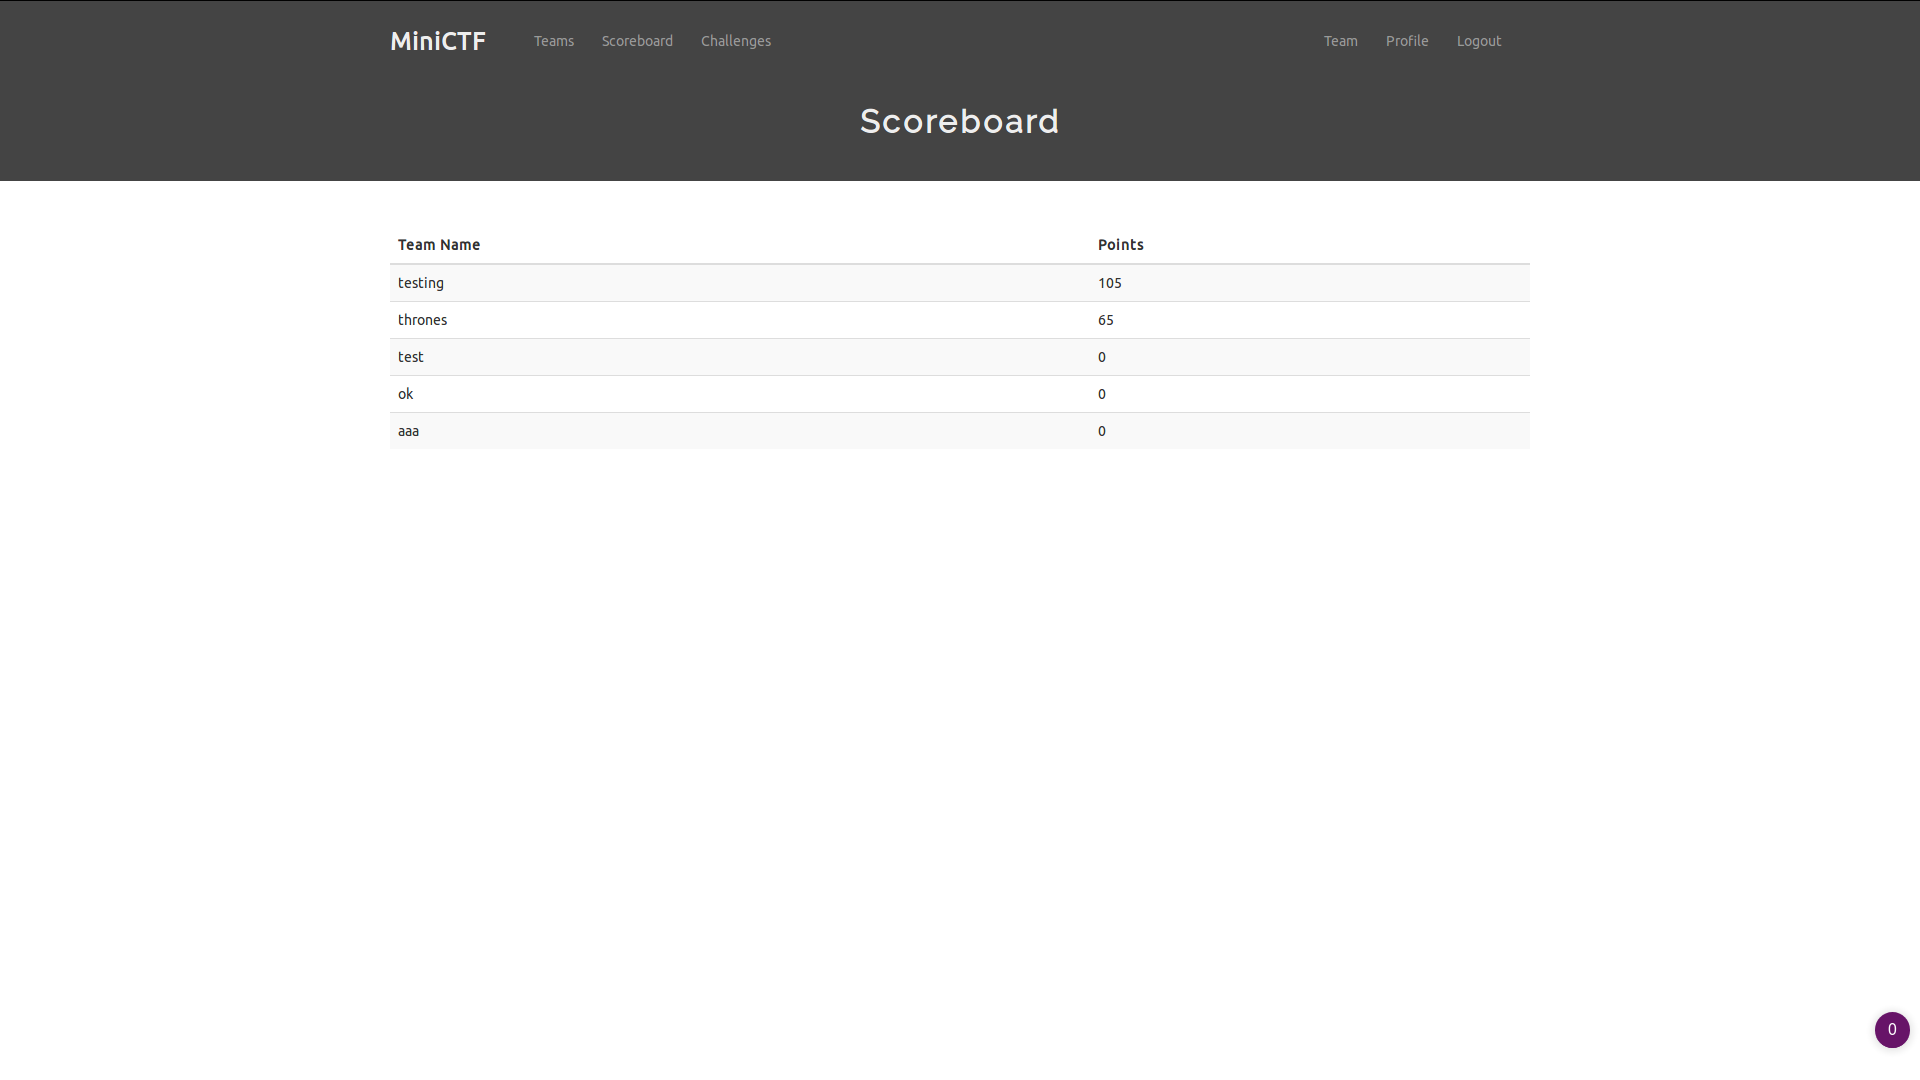 MiniCTF Teams Scoreboard Challenges Team Profile Logout
Scoreboard
Team Name Points
testing 105
thrones 65
test 0
ok 0
aaa 0
0